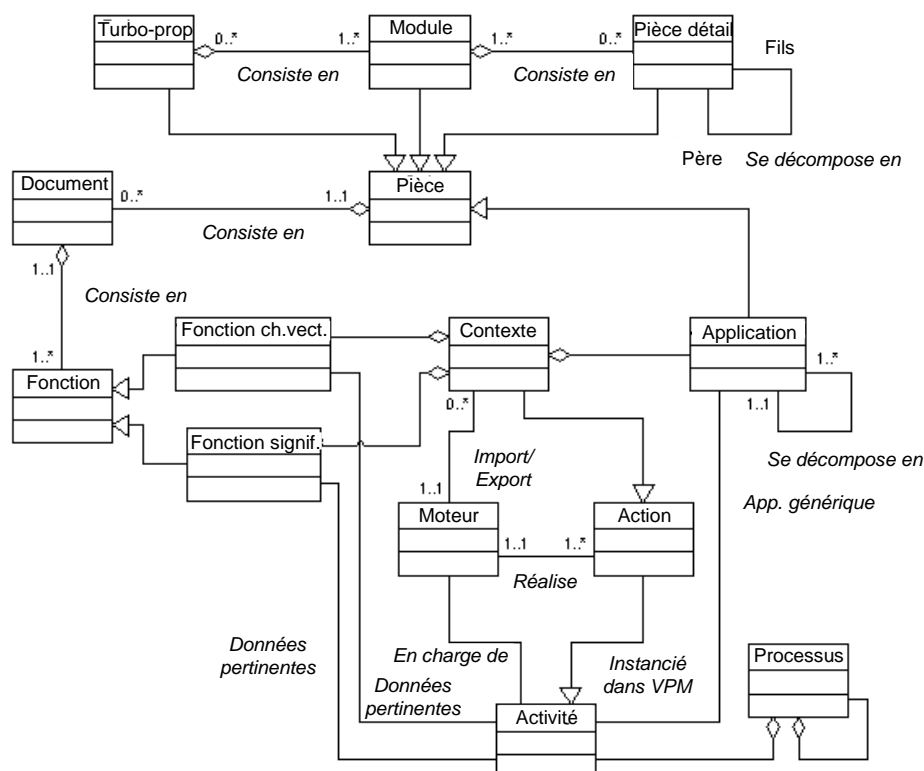 Turbo-prop
0..*
1..*
Module
1..*
0..*
Pièce détail
Fils
Consiste en
Consiste en
Père
Se décompose en
Document
0..*
1..1
Pièce
Consiste en
1..1
Consiste en
1..*
Fonction
Fonction ch.vect.
Contexte
Application
1..*
1..1
0..*
Fonction signif.
Import/
Export
Se décompose en
App. générique
1..1
Moteur
1..1
1..*
Action
Réalise
Données
pertinentes
En charge de
Données
pertinentes
Instancié
dans VPM
Processus
Activité